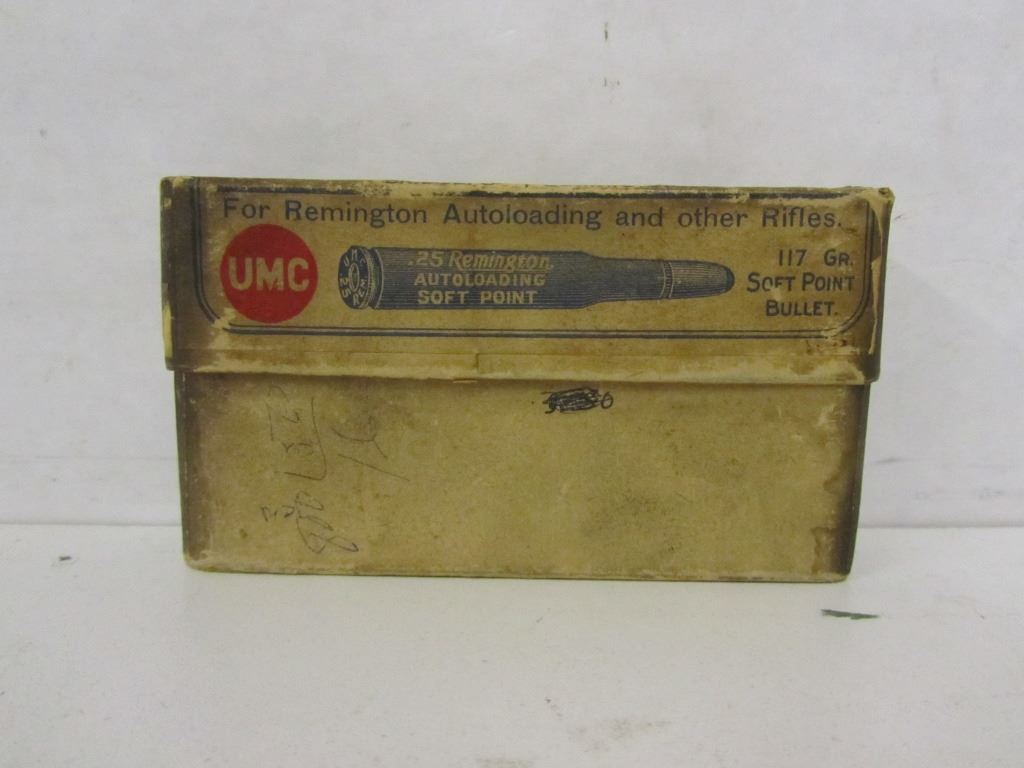 For Remington Autoloading and other Rifles.
UMC
.25 Remington
AUTOLOADING
SOFT POINT
117 GR.
SOFT POINT
BULLET.